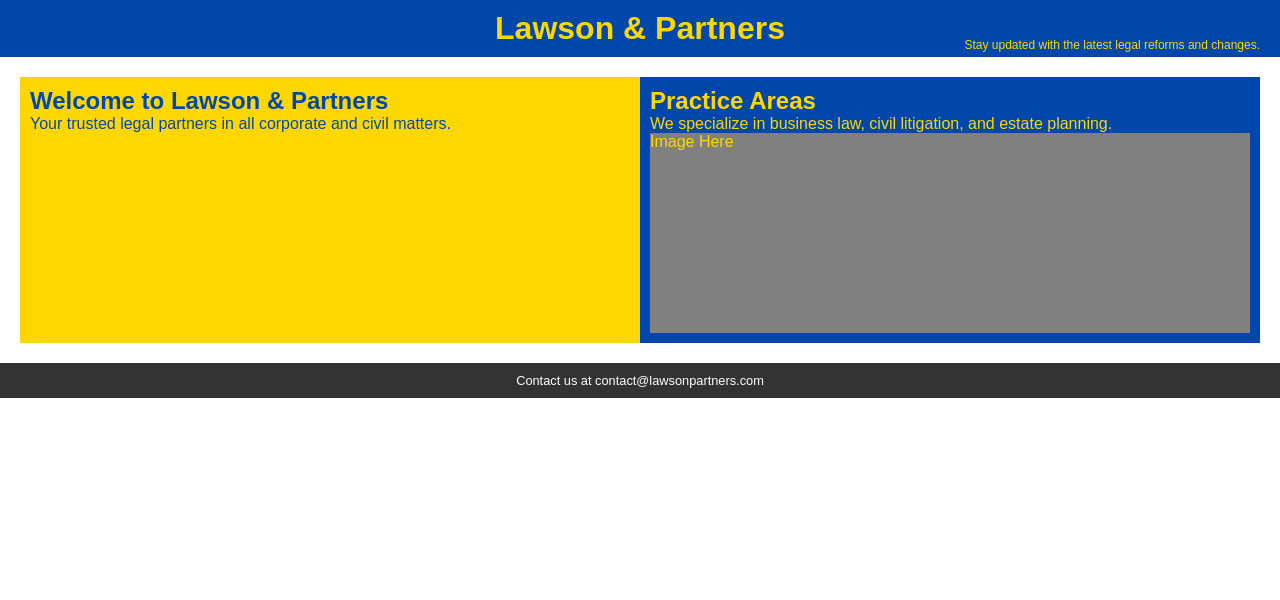 Lawson & Partners
Stay updated with the latest legal reforms and changes.
Welcome to Lawson & Partners
Your trusted legal partners in all corporate and civil matters.
Practice Areas
We specialize in business law, civil litigation, and estate planning.
Image Here
Contact us at contact@lawsonpartners.com